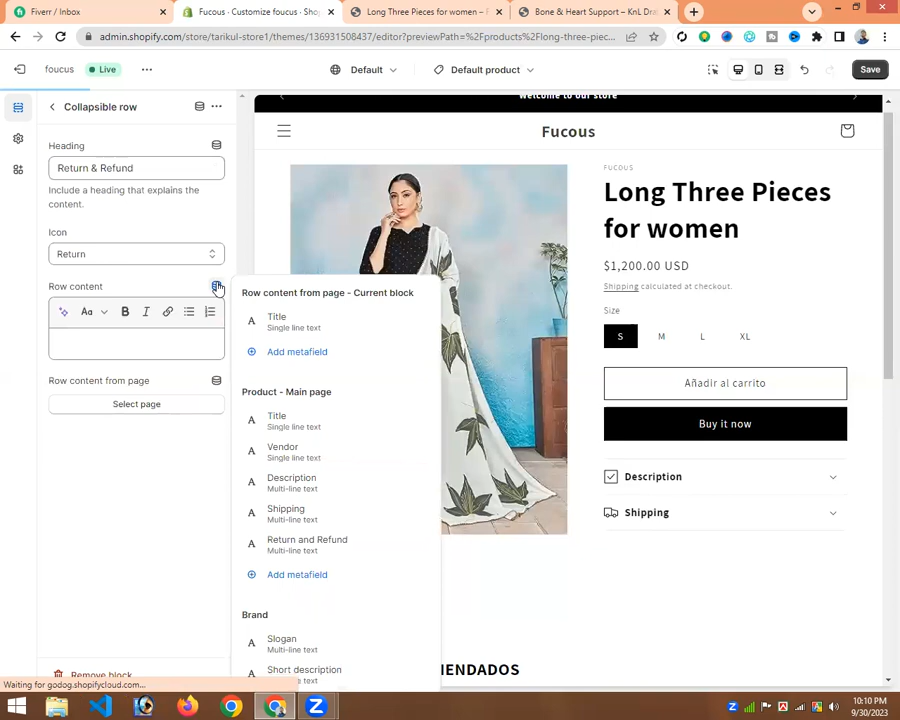 Fiverr / Inbox
Fucous · Customize foucus · Sho
Long Three Pieces for women – F
Bone & Heart Support – KnL Dra
admin.shopify.com/store/tarikul-store1/themes/136931508437/editor?previewPath=%2Fproducts%2Flong-three-piec...
foucus
Live
Default
Default product
Save
Collapsible row
Heading
Return & Refund
Include a heading that explains the
content.
Icon
Return
Row content
Aa
B
I
Row content from page
Select page
Remove block
Row content from page - Current block
Title
Single line text
Add metafield
Product - Main page
Title
Single line text
Vendor
Single line text
Description
Multi-line text
Shipping
Multi-line text
Return and Refund
Multi-line text
Add metafield
Brand
Slogan
Multi-line text
Short description
e text
Welcome to our store
Fucous
FUCOUS
Long Three Pieces
for women
$1,200.00 USD
Shipping calculated at checkout.
Size
S
M
L
XL
Añadir al carrito
Buy it now
Description
Shipping
MENDADOS
Waiting for godog.shopifycloud.com...
10:10 PM
9/30/2023